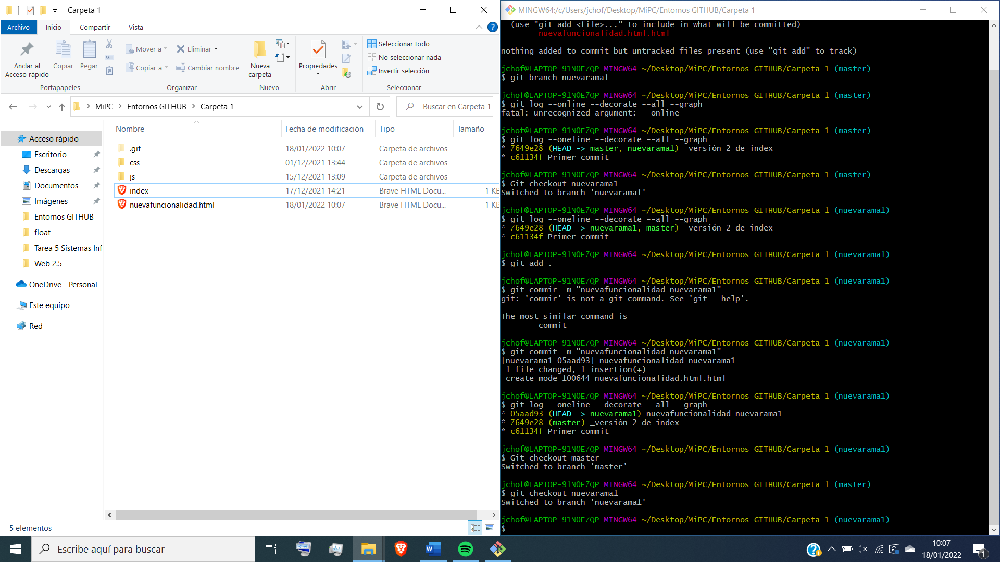 Carpeta 1
Archivo
Inicio
Compartir
Vista
Anclar al
Acceso rápido
Copiar
Pegar
Portapapeles
Mover a
Copiar a
Eliminar
Cambiar nombre
Organizar
Nueva
carpeta
Nuevo
Propiedades
Abrir
Seleccionar todo
No seleccionar nada
Invertir selección
Seleccionar
MiPC > Entornos GITHUB > Carpeta 1
Buscar en Carpeta 1
Nombre Fecha de modificación Tipo Tamaño
.git 18/01/2022 10:07 Carpeta de archivos
css 01/12/2021 13:44 Carpeta de archivos
js 15/12/2021 13:09 Carpeta de archivos
index 17/12/2021 14:21 Brave HTML Docu... 1 KB
nuevafuncionalidad.html 18/01/2022 10:07 Brave HTML Docu... 1 KB
Acceso rápido
Escritorio
Descargas
Documentos
Imágenes
Entornos GITHUB
float
Tarea 5 Sistemas Inf
Web 2.5
OneDrive - Personal
Este equipo
Red
5 elementos
MINGW64:/c/Users/jchof/Desktop/MiPC/Entornos GITHUB/Carpeta 1
(use "git add <file>..." to include in what will be committed)
nuevafuncionalidad.html.html
nothing added to commit but untracked files present (use "git add" to track)
jchof@LAPTOP-91N0E7QP MINGW64 ~/Desktop/MiPC/Entornos GITHUB/Carpeta 1 (master)
$ git branch nuevarama1
jchof@LAPTOP-91N0E7QP MINGW64 ~/Desktop/MiPC/Entornos GITHUB/Carpeta 1 (master)
$ git log --online --decorate --all --graph
fatal: unrecognized argument: --online
jchof@LAPTOP-91N0E7QP MINGW64 ~/Desktop/MiPC/Entornos GITHUB/Carpeta 1 (master)
$ git log --oneline --decorate --all --graph
* 7649e28 (HEAD -> master, nuevarama1) _versión 2 de index
* c61134f Primer commit
jchof@LAPTOP-91N0E7QP MINGW64 ~/Desktop/MiPC/Entornos GITHUB/Carpeta 1 (master)
$ Git checkout nuevarama1
Switched to branch 'nuevarama1'
jchof@LAPTOP-91N0E7QP MINGW64 ~/Desktop/MiPC/Entornos GITHUB/Carpeta 1 (nuevarama1)
$ git log --oneline --decorate --all --graph
* 7649e28 (HEAD -> nuevarama1, master) _versión 2 de index
* c61134f Primer commit
jchof@LAPTOP-91N0E7QP MINGW64 ~/Desktop/MiPC/Entornos GITHUB/Carpeta 1 (nuevarama1)
$ git add .
jchof@LAPTOP-91N0E7QP MINGW64 ~/Desktop/MiPC/Entornos GITHUB/Carpeta 1 (nuevarama1)
$ git commir -m "nuevafuncionalidad nuevarama1"
git: 'commir' is not a git command. See 'git --help'.
The most similar command is
commit
jchof@LAPTOP-91N0E7QP MINGW64 ~/Desktop/MiPC/Entornos GITHUB/Carpeta 1 (nuevarama1)
$ git commit -m "nuevafuncionalidad nuevarama1"
[nuevarama1 05aad93] nuevafuncionalidad nuevarama1
1 file changed, 1 insertion(+)
create mode 100644 nuevafuncionalidad.html.html
jchof@LAPTOP-91N0E7QP MINGW64 ~/Desktop/MiPC/Entornos GITHUB/Carpeta 1 (nuevarama1)
$ git log --oneline --decorate --all --graph
* 05aad93 (HEAD -> nuevarama1) nuevafuncionalidad nuevarama1
* 7649e28 (master) _versión 2 de index
* c61134f Primer commit
jchof@LAPTOP-91N0E7QP MINGW64 ~/Desktop/MiPC/Entornos GITHUB/Carpeta 1 (nuevarama1)
$ Git checkout master
Switched to branch 'master'
jchof@LAPTOP-91N0E7QP MINGW64 ~/Desktop/MiPC/Entornos GITHUB/Carpeta 1 (master)
$ git checkout nuevarama1
Switched to branch 'nuevarama1'
jchof@LAPTOP-91N0E7QP MINGW64 ~/Desktop/MiPC/Entornos GITHUB/Carpeta 1 (nuevarama1)
$
Escribe aquí para buscar
10:07
18/01/2022
1